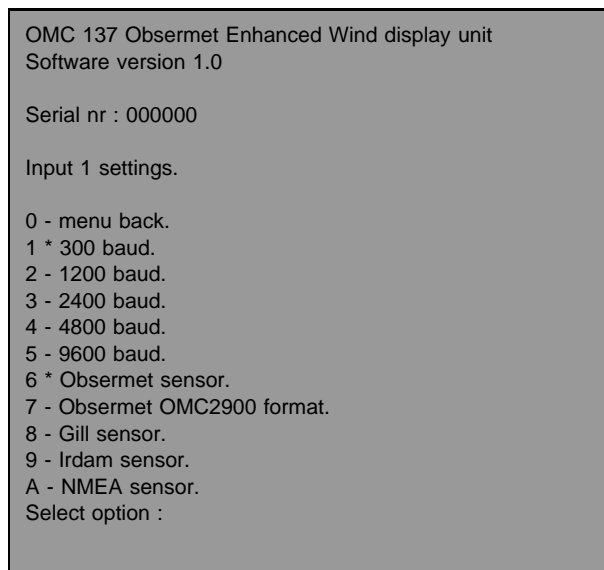 OMC 137 Obsermet Enhanced Wind display unit
Software version 1.0
Serial nr : 000000
Input 1 settings.
0 - menu back.
1 * 300 baud.
2 - 1200 baud.
3 - 2400 baud.
4 - 4800 baud.
5 - 9600 baud.
6 * Obsermet sensor.
7 - Obsermet OMC2900 format.
8 - Gill sensor.
9 - Irdam sensor.
A - NMEA sensor.
Select option :